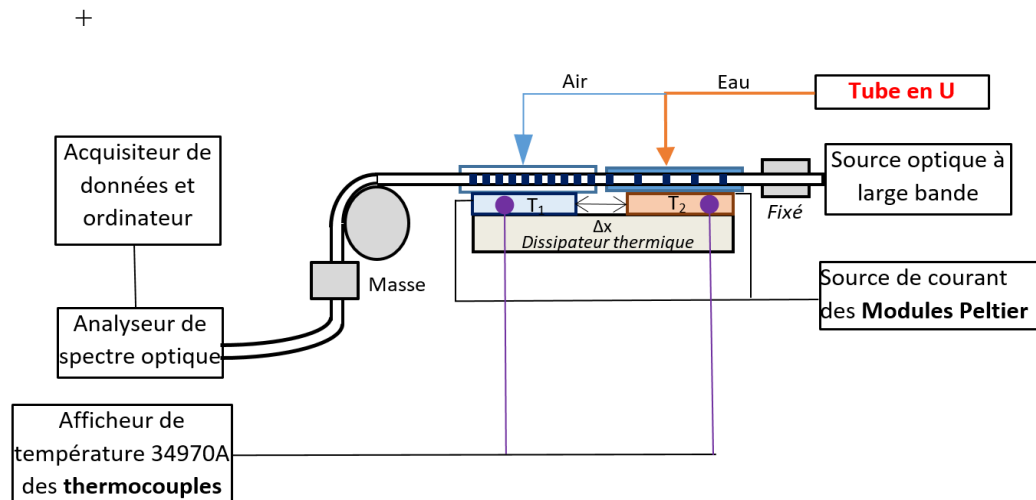 +
Air
Eau
Tube en U
Acquisiteur de
données et
ordinateur
Source optique à
large bande
T1
T2
Fixé
Δx
Dissipateur thermique
Masse
Source de courant
des Modules Peltier
Analyseur de
spectre optique
Afficheur de
température 34970A
des thermocouples